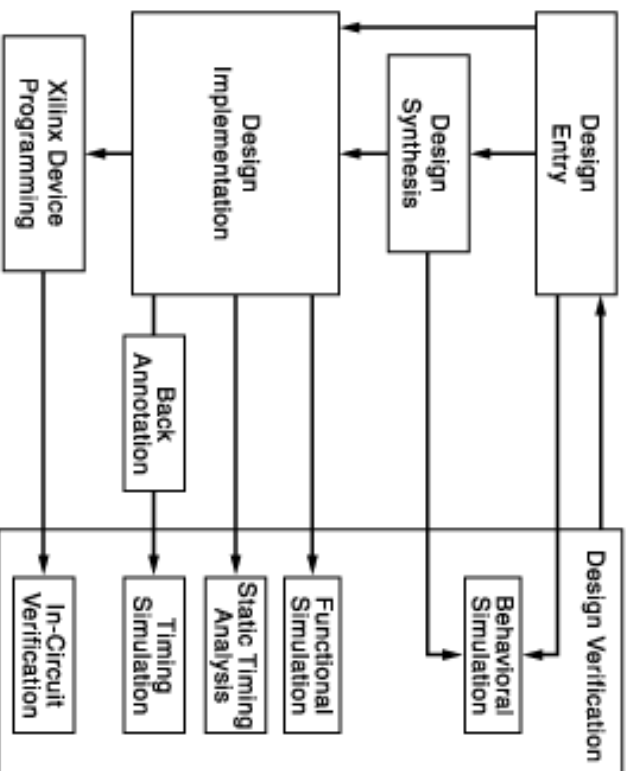 Design Verification
Design
Entry
Behavioral
Simulation
Design
Synthesis
Functional
Simulation
Design
Implementation
Static Timing
Analysis
Back
Annotation
Timing
Simulation
Xilinx Device
Programming
In-Circuit
Verification